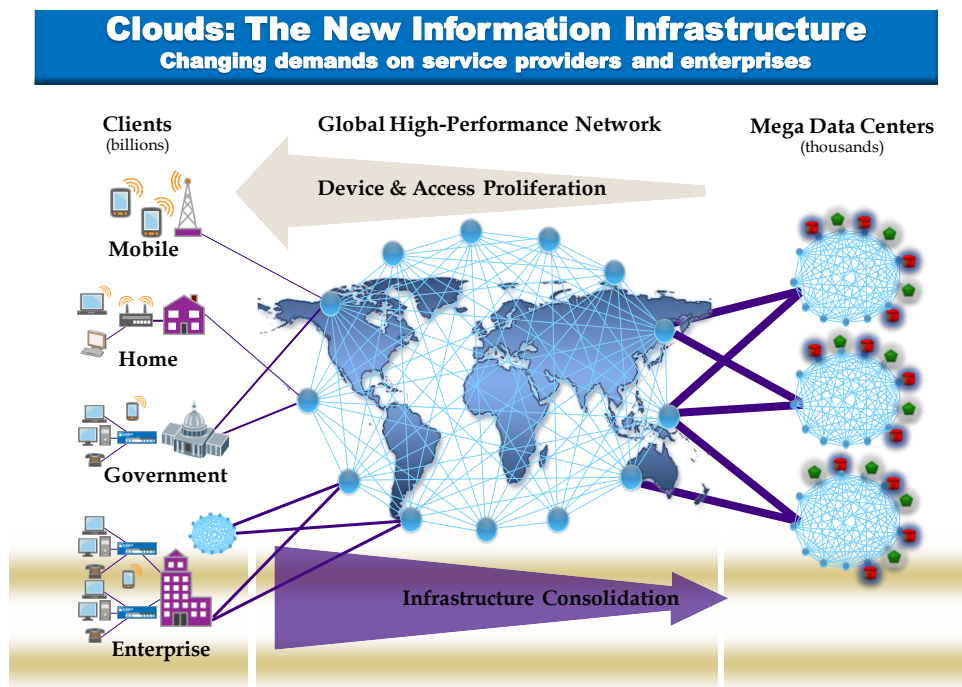 Clouds: The New Information Infrastructure
Changing demands on service providers and enterprises
Clients
(billions)
Global High-Performance Network
Mega Data Centers
(thousands)
Device & Access Proliferation
Mobile
Home
Government
Infrastructure Consolidation
Enterprise